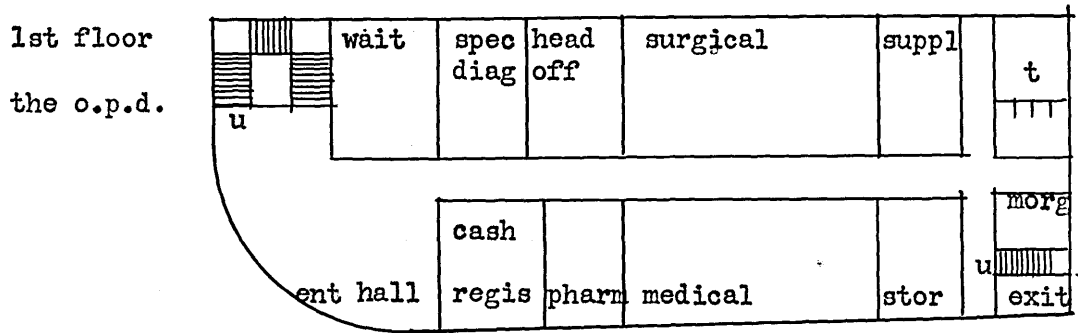 1st floor
the o.p.d.
wait
spec
diag
head
off
surgical
suppl
t
u
morg
cash
u
ent hall
regis
pharm
medical
stor
exit